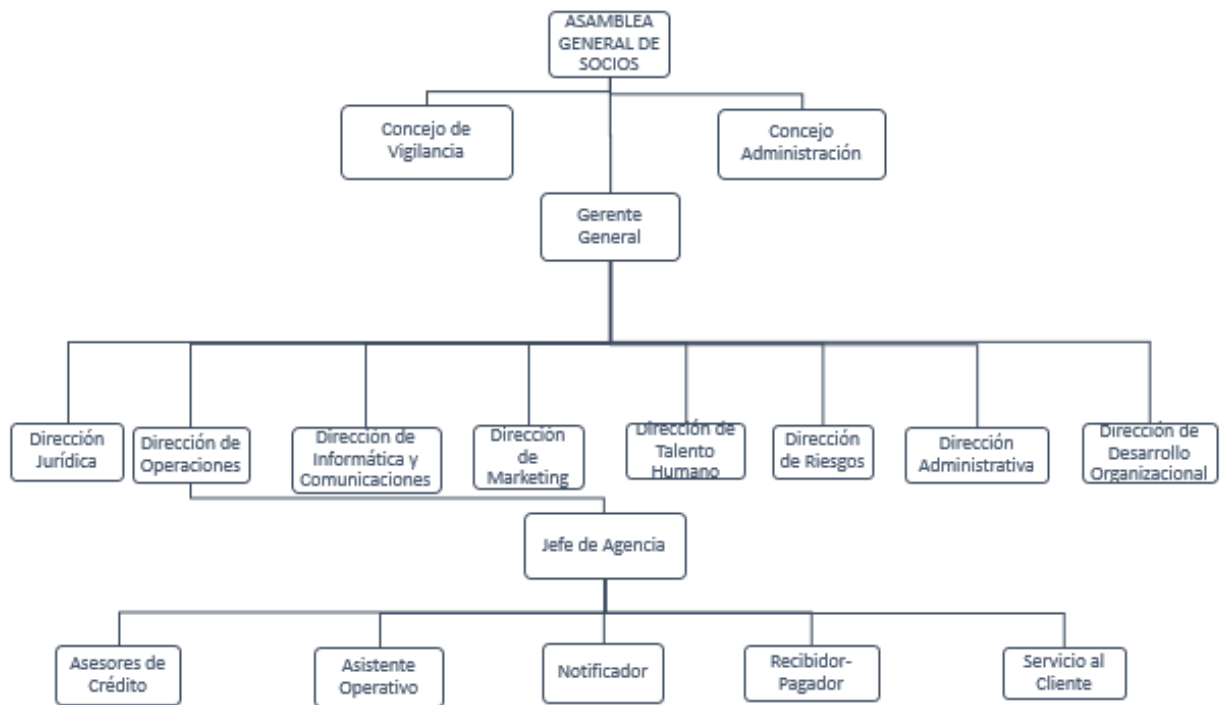 ASAMBLEA
GENERAL DE
SOCIOS
Concejo de
Vigilancia
Concejo
Administración
Gerente
General
Dirección
Jurídica
Dirección de
Operaciones
Dirección de
Informática y
Comunicaciones
Dirección
de
Marketing
Dirección de
Talento
Humano
Dirección
de Riesgos
Dirección
Administrativa
Dirección de
Desarrollo
Organizacional
Jefe de Agencia
Asesores de
Crédito
Asistente
Operativo
Notificador
Recibidor-
Pagador
Servicio al
Cliente